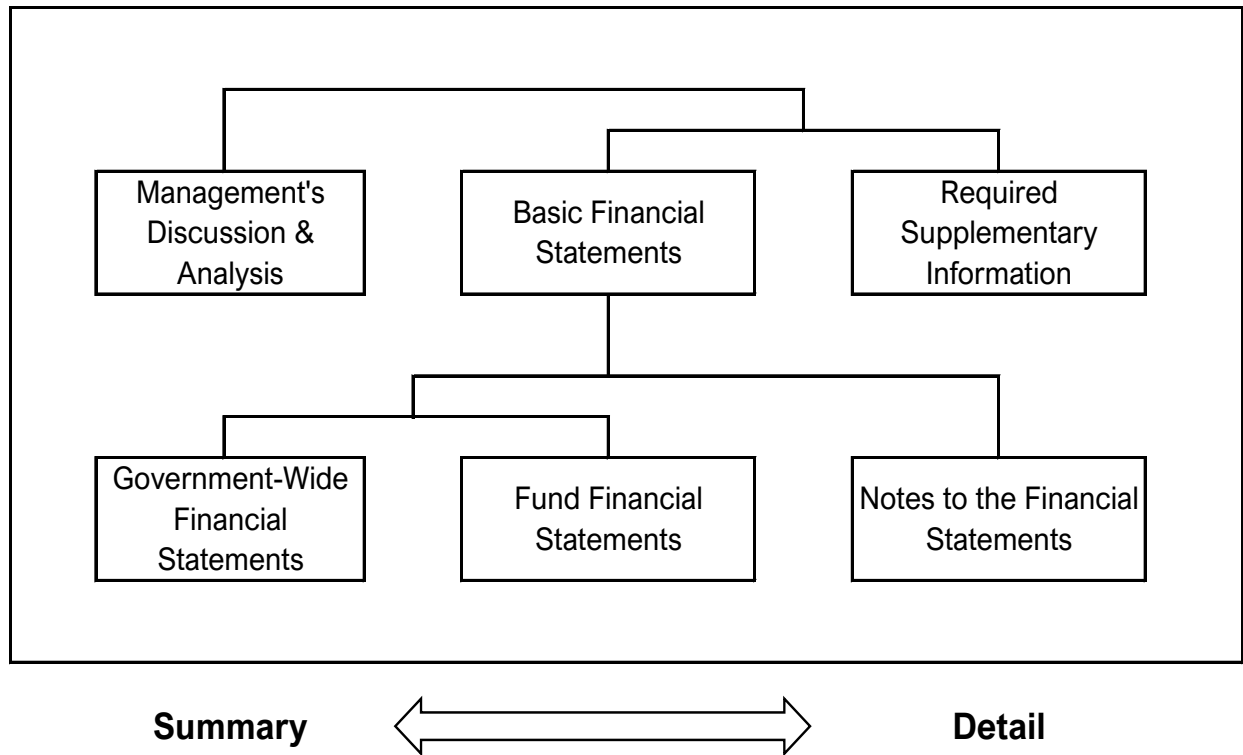 Management's
Discussion &
Analysis
Basic Financial
Statements
Required
Supplementary
Information
Government-Wide
Financial
Statements
Fund Financial
Statements
Notes to the Financial
Statements
Summary
Detail